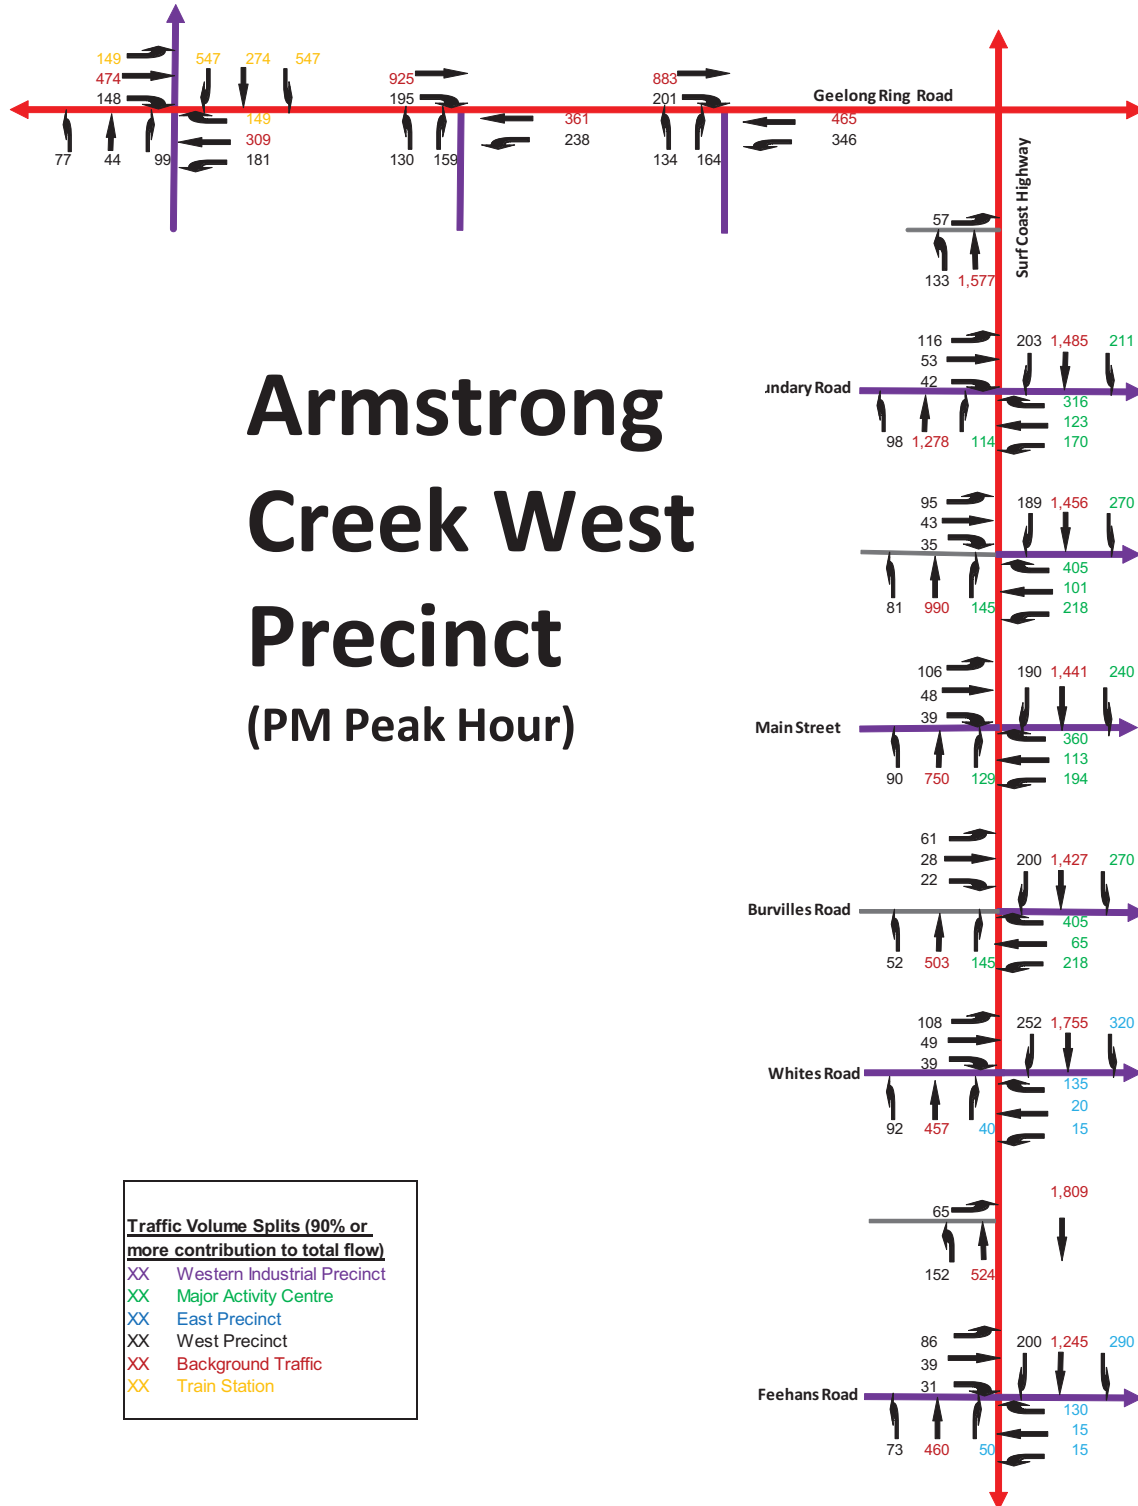 149 547 274 547
474
148
149
309
77 44 99 181
925
195
361
130 159 238
883
201
Geelong Ring Road
465
134 164 346
Surf Coast Highway
57
133 1,577
116 203 1,485 211
53
42
undary Road
316
123
98 1,278 114 170
95 189 1,456 270
43
35
405
101
81 990 145 218
Armstrong
Creek West
Precinct
(PM Peak Hour)
106 190 1,441 240
48
39
Main Street
360
113
90 750 129 194
61
28 200 1,427 270
22
Burvilles Road
405
65
52 503 145 218
108 252 1,755 320
49
39
Whites Road
135
20
92 457 40 15
1,809
65
152 524
86 200 1,245 290
39
31
Feehans Road
130
15
73 460 50 15
Traffic Volume Splits (90% or
more contribution to total flow)
XX Western Industrial Precinct
XX Major Activity Centre
XX East Precinct
XX West Precinct
XX Background Traffic
XX Train Station